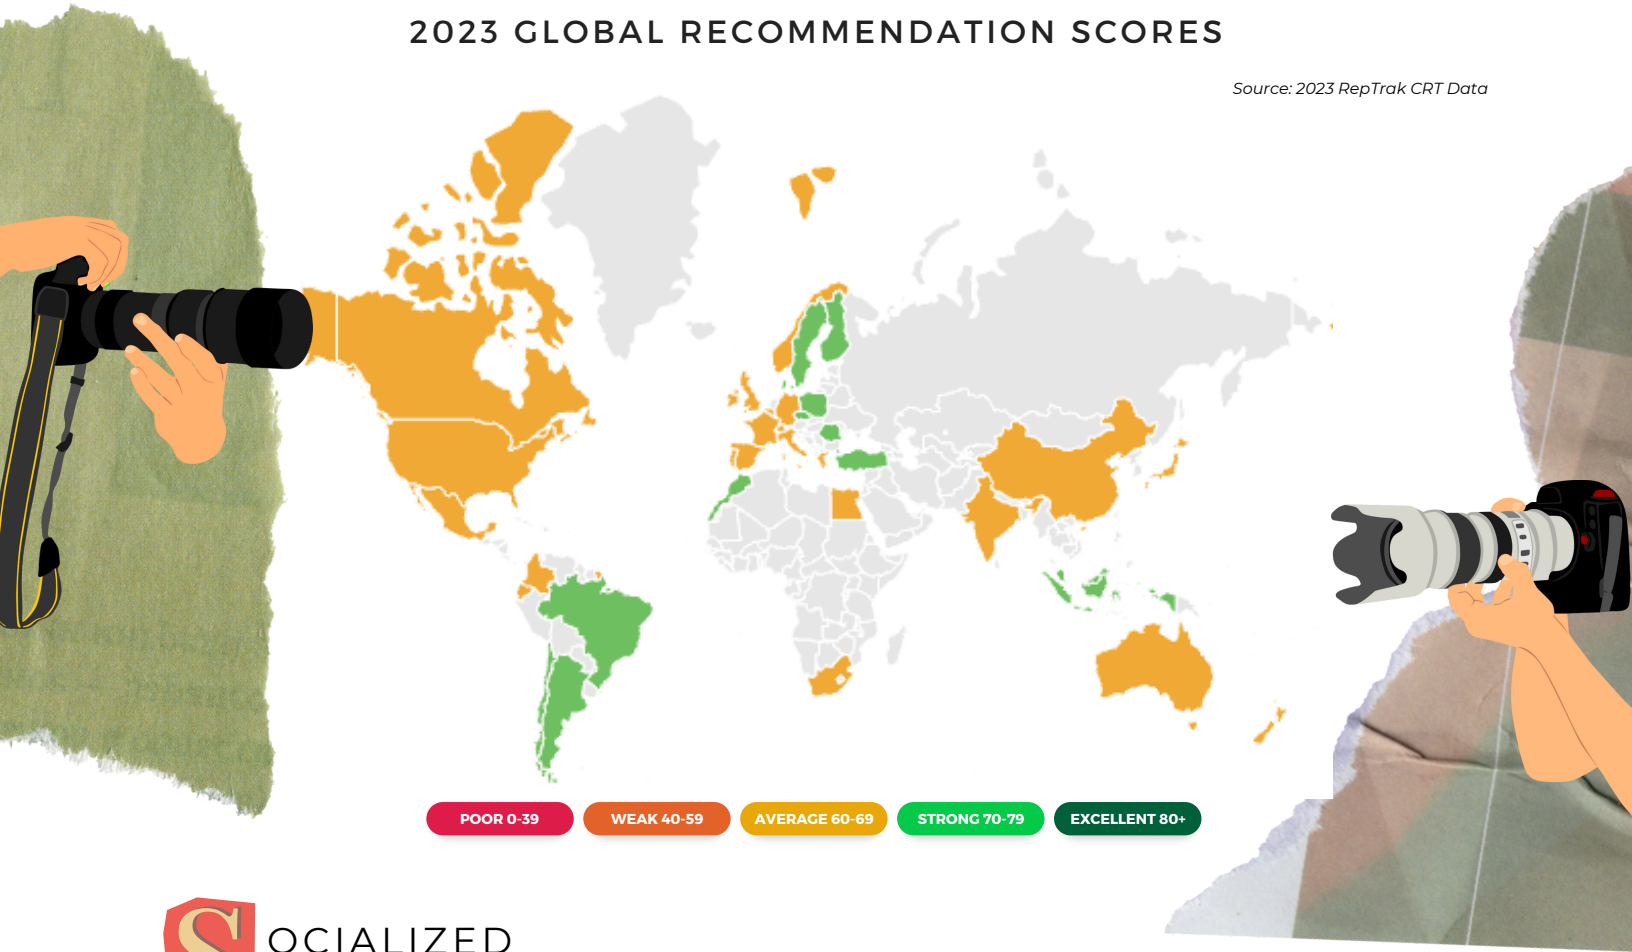 2023 GLOBAL RECOMMENDATION SCORES
Source: 2023 RepTrak CRT Data
POOR 0-39
WEAK 40-59
AVERAGE 60-69
STRONG 70-79
EXCELLENT 80+
SOCIALIZED